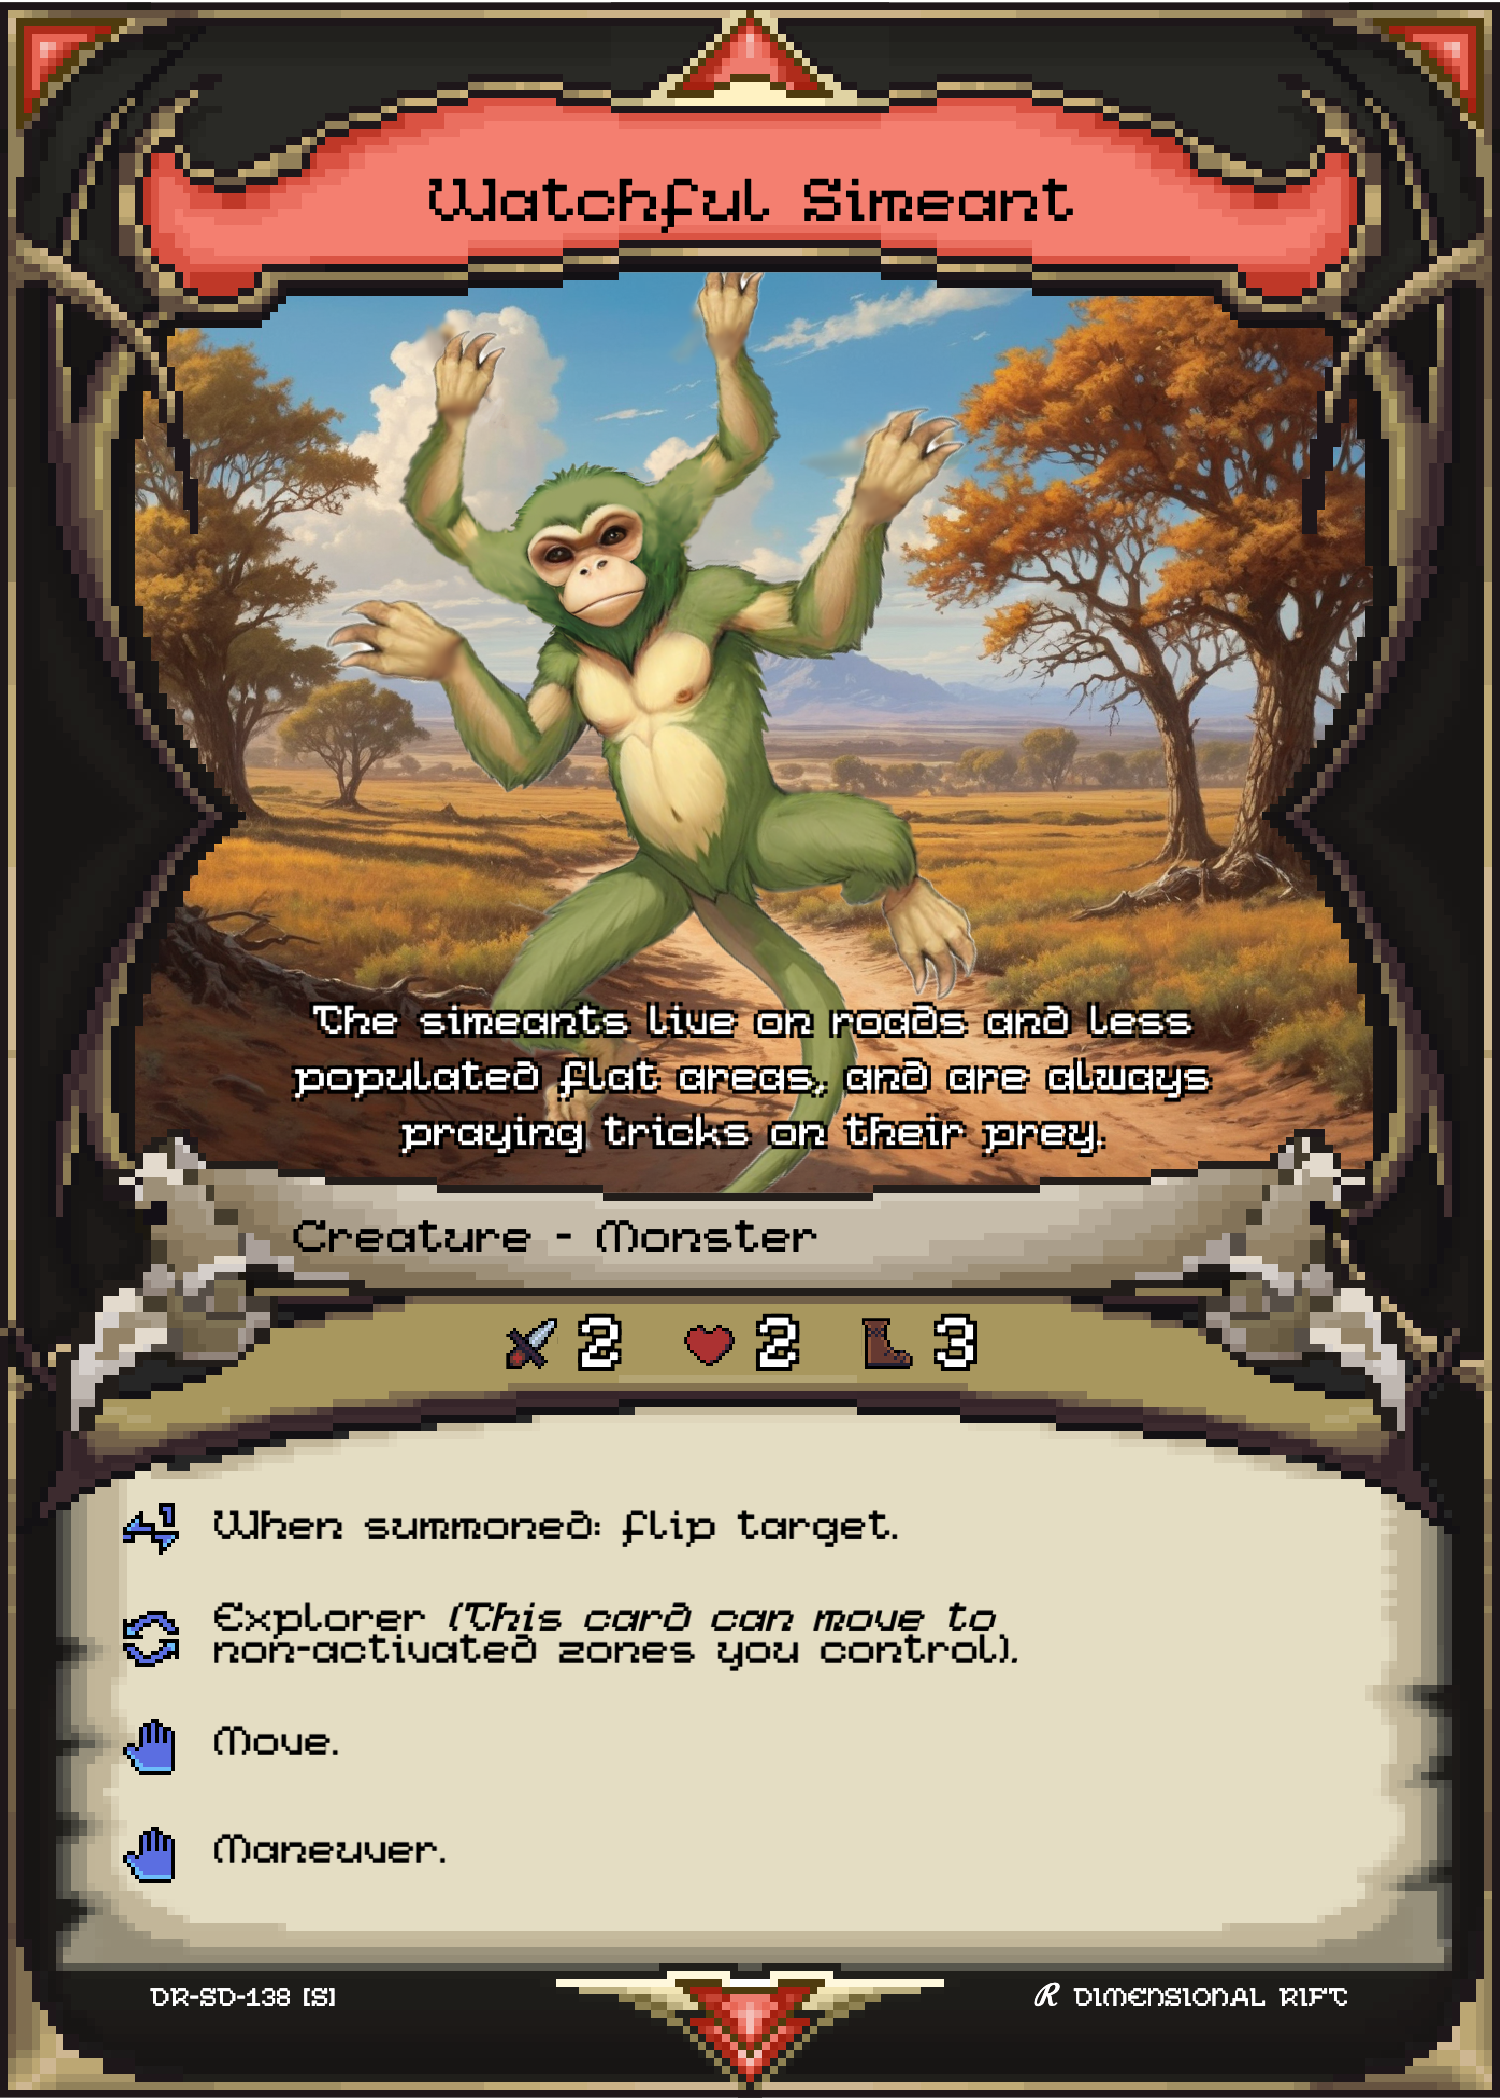 Watchful Simeant
The simeants live on roads and less
populated flat areas, and are always
praying tricks on their prey.
Creature - Monster
2 2 3
When summoned: flip target.
Explorer (This card can move to
non-activated zones you control).
Move.
Maneuver.
DR-SD-138 [S]
R DIMENSIONAL RIFT